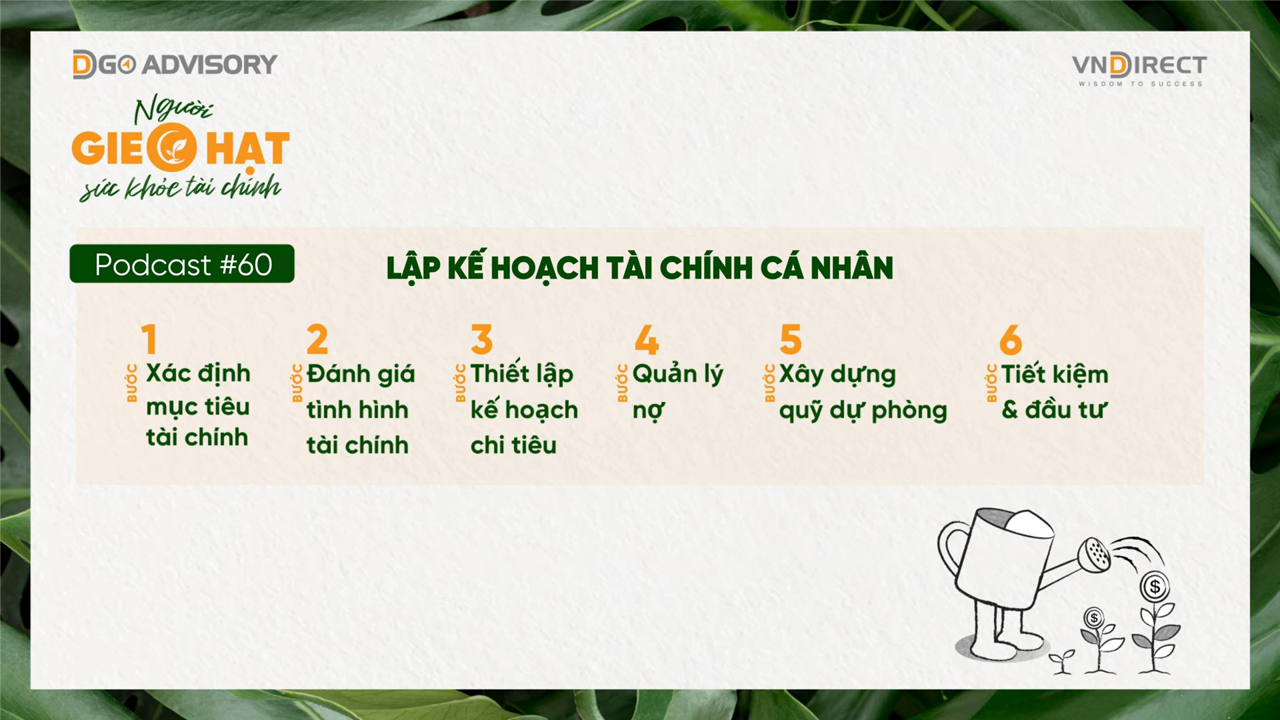 DGO ADVISORY
VNDIRECT
WISDOM TO SUCCESS
Người
GIEO HẠT
sức khỏe tài chính
Podcast #60
LẬP KẾ HOẠCH TÀI CHÍNH CÁ NHÂN
BƯỚC 1
Xác định
mục tiêu
tài chính
BƯỚC 2
Đánh giá
tình hình
tài chính
BƯỚC 3
Thiết lập
kế hoạch
chi tiêu
BƯỚC 4
Quản lý
nợ
BƯỚC 5
Xây dựng
quỹ dự phòng
BƯỚC 6
Tiết kiệm
& đầu tư
$
$